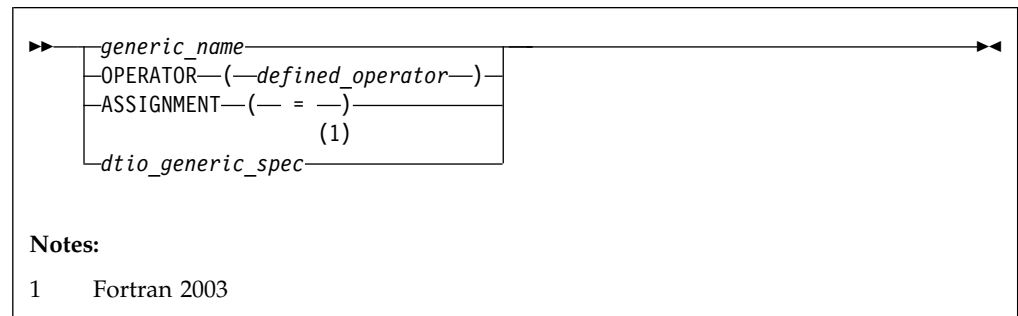 generic_name
OPERATOR ( defined_operator )
ASSIGNMENT ( = )
(1)
dtio_generic_spec
Notes:
1 Fortran 2003